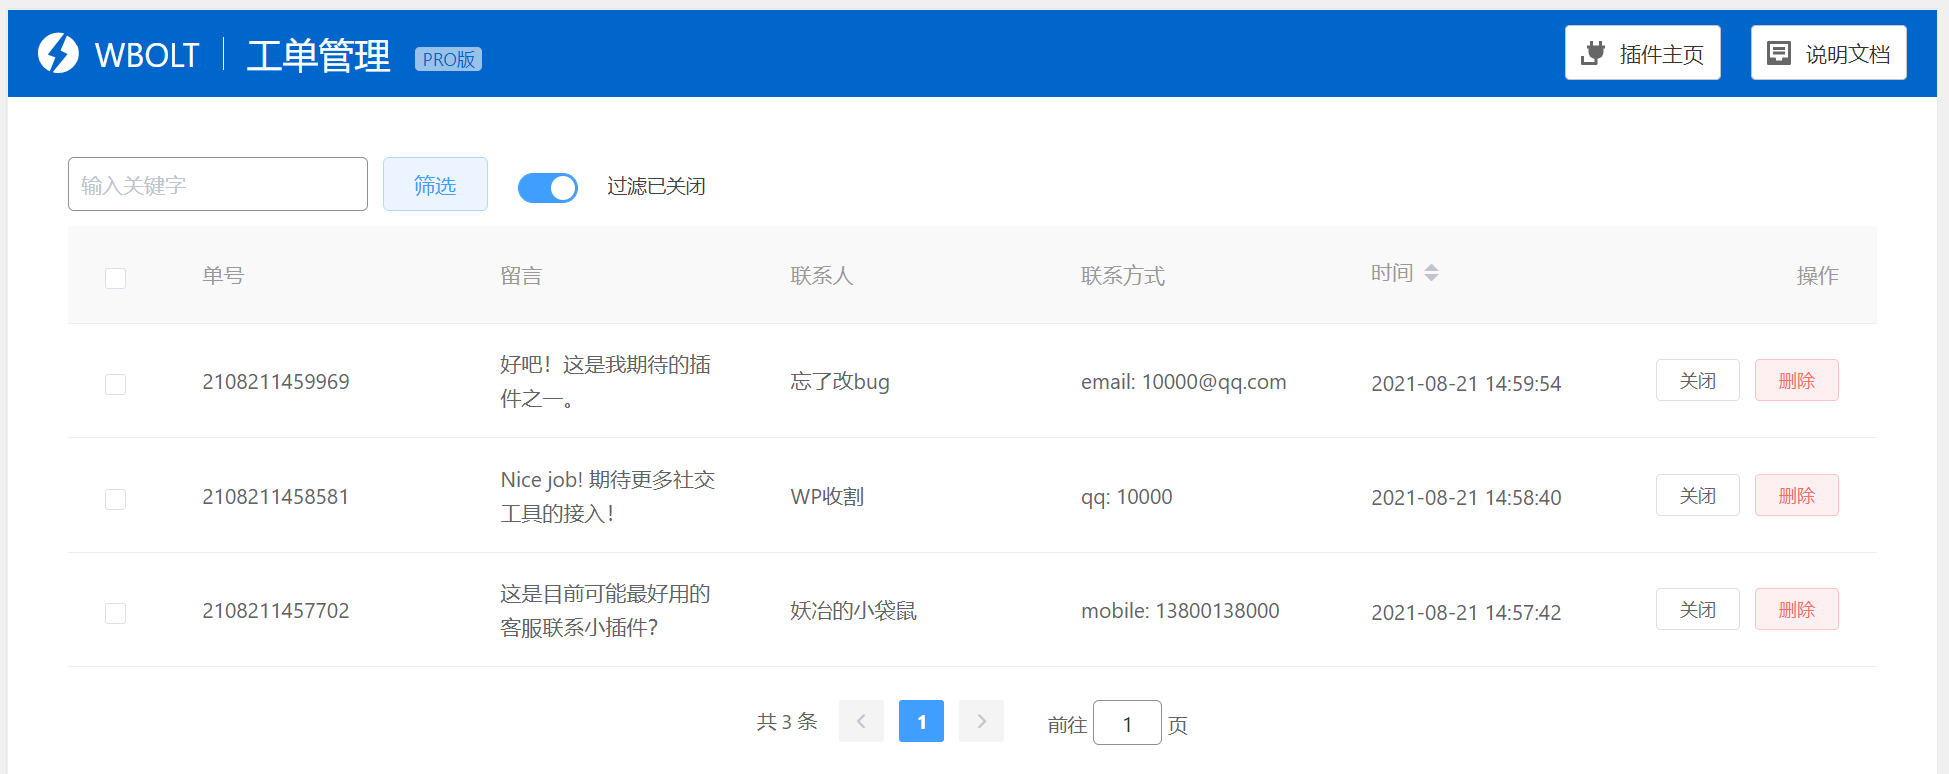 WBOLT 工单管理 PRO版 插件主页 说明文档
输入关键字 筛选 过滤已关闭
单号 留言 联系人 联系方式 时间 操作
2108211459969 好吧！这是我期待的插 忘了改bug email: 10000@qq.com 2021-08-21 14:59:54 关闭 删除
件之一。
2108211458581 Nice job! 期待更多社交 WP收割 qq: 10000 2021-08-21 14:58:40 关闭 删除
工具的接入！
2108211457702 这是目前可能最好用的 妖冶的小袋鼠 mobile: 13800138000 2021-08-21 14:57:42 关闭 删除
客服联系小插件？
共 3 条 1 前往 1 页